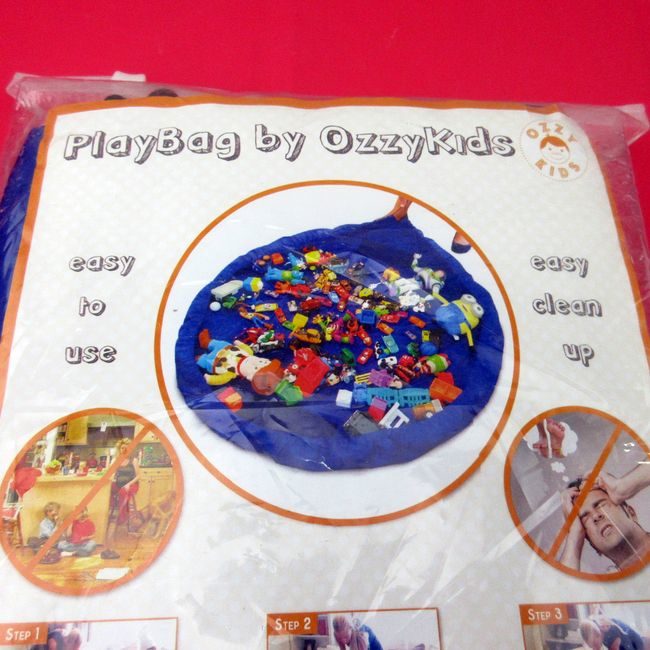 PlayBag by OzzyKids
OZZY
KIDS
easy
to
use
easy
clean
up
STEP 1
STEP 2
STEP 3